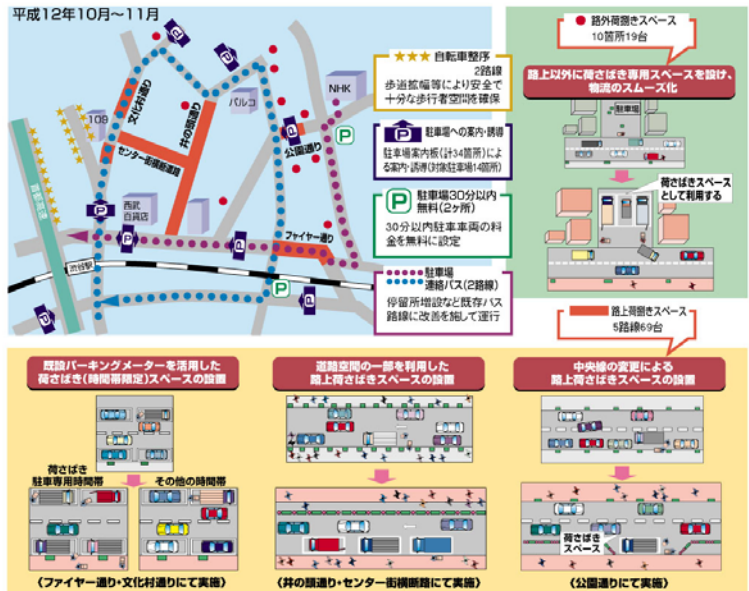 平成12年10月～11月
文化村通り
井の頭通り
パルコ
NHK
109
センター街横断道路
公園通り
P
西武
百貨店
ファイヤー通り
首都高速
渋谷駅
P
P
P
P
P
P
P
P
P
★★★自転車整序
2路線
歩道拡幅等により安全で
十分な歩行者空間を確保
P 駐車場への案内・誘導
駐車場案内板(計34箇所)によ
る案内・誘導(対象駐車場14箇所)
P 駐車場30分以内
無料(2ヶ所)
30分以内駐車車両の料
金を無料に設定
駐車場
連絡バス(2路線)
停留所増設など既存バス
路線に改善を施して運行
路外荷捌きスペース
10箇所19台
路上以外に荷さばき専用スペースを設け、
物流のスムーズ化
駐車場
荷さばきスペース
として利用する
路上荷捌きスペース
5路線69台
既設パーキングメーターを活用した
荷さばき(時間帯限定)スペースの設置
荷さばき
駐車専用時間帯
その他の時間帯
〈ファイヤー通り・文化村通りにて実施〉
道路空間の一部を利用した
路上荷さばきスペースの設置
〈井の頭通り・センター街横断路にて実施〉
中央線の変更による
路上荷さばきスペースの設置
荷さばき
スペース
〈公園通りにて実施〉